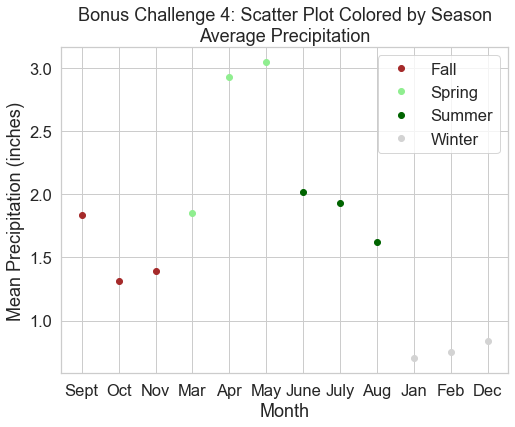 Bonus Challenge 4: Scatter Plot Colored by Season
Average Precipitation
Fall
Spring
Summer
Winter
3.0
2.5
2.0
1.5
1.0
Mean Precipitation (inches)
Sept Oct Nov Mar Apr May June July Aug Jan Feb Dec
Month